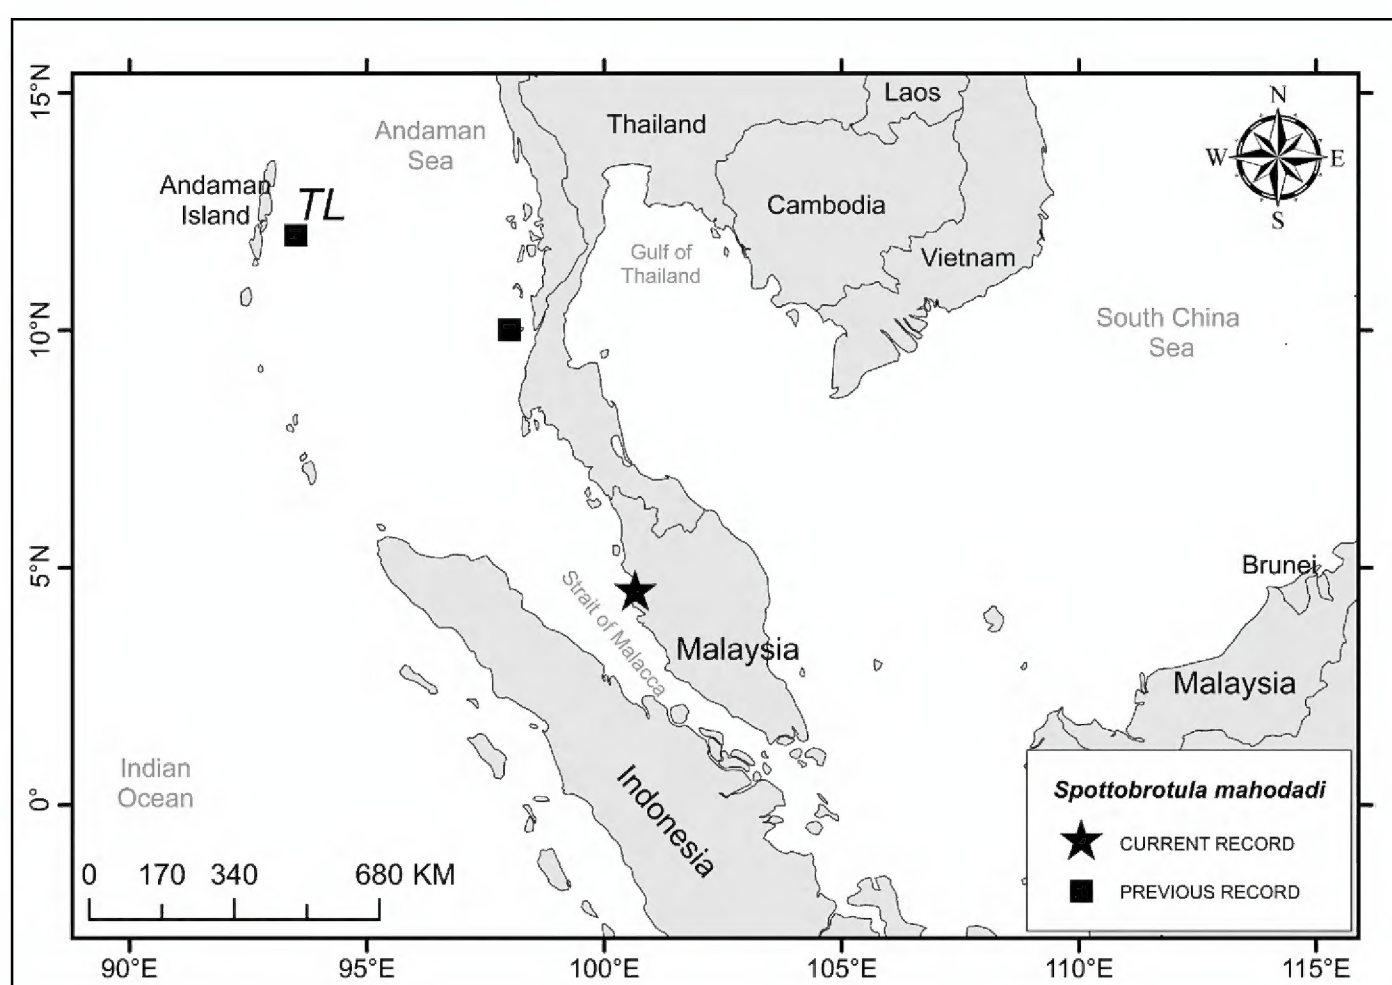 15°N
10°N
5°N
0°
Andaman
Sea
Andaman
Island
TL
Thailand
Laos
Cambodia
Vietnam
Gulf of
Thailand
N
W
E
S
South China
Sea
Strait of Malacca
Malaysia
Brunei
Malaysia
Indonesia
Indian
Ocean
0 170 340 680 KM
Spottobrotula mahodadi
CURRENT RECORD
PREVIOUS RECORD
90°E 95°E 100°E 105°E 110°E 115°E